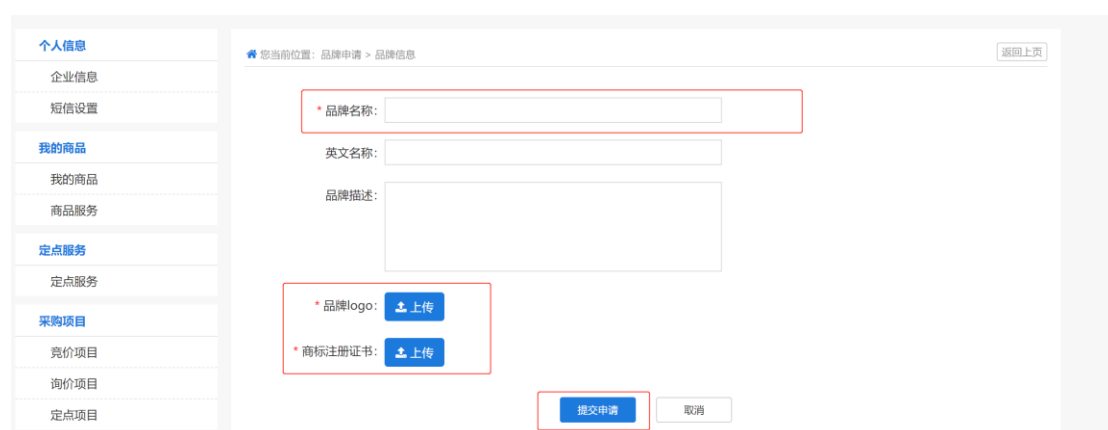 个人信息
企业信息
短信设置
我的商品
我的商品
商品服务
定点服务
定点服务
采购项目
竞价项目
询价项目
定点项目
您当前位置：品牌申请 > 品牌信息
返回上页
* 品牌名称：
英文名称：
品牌描述：
* 品牌logo： 上传
* 商标注册证书： 上传
提交申请 取消